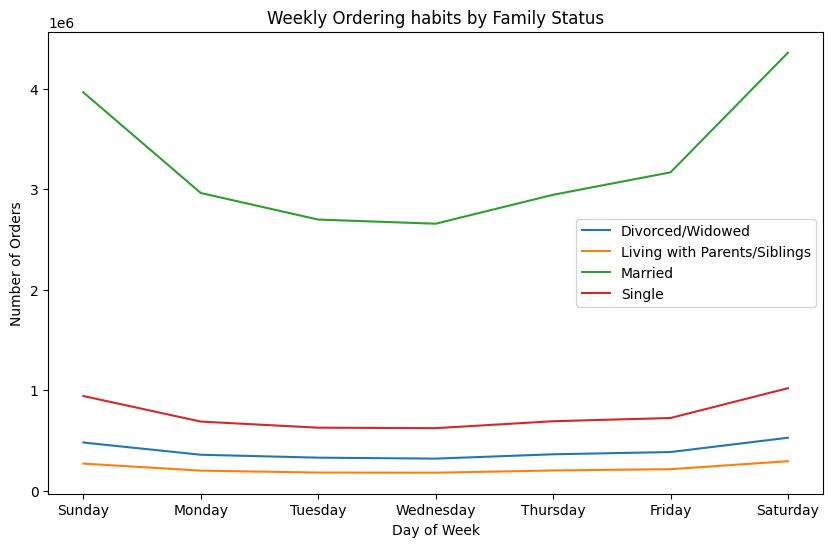 Weekly Ordering habits by Family Status
1e6
4
3
2
1
0
Number of Orders
Divorced/Widowed
Living with Parents/Siblings
Married
Single
Sunday Monday Tuesday Wednesday Thursday Friday Saturday
Day of Week